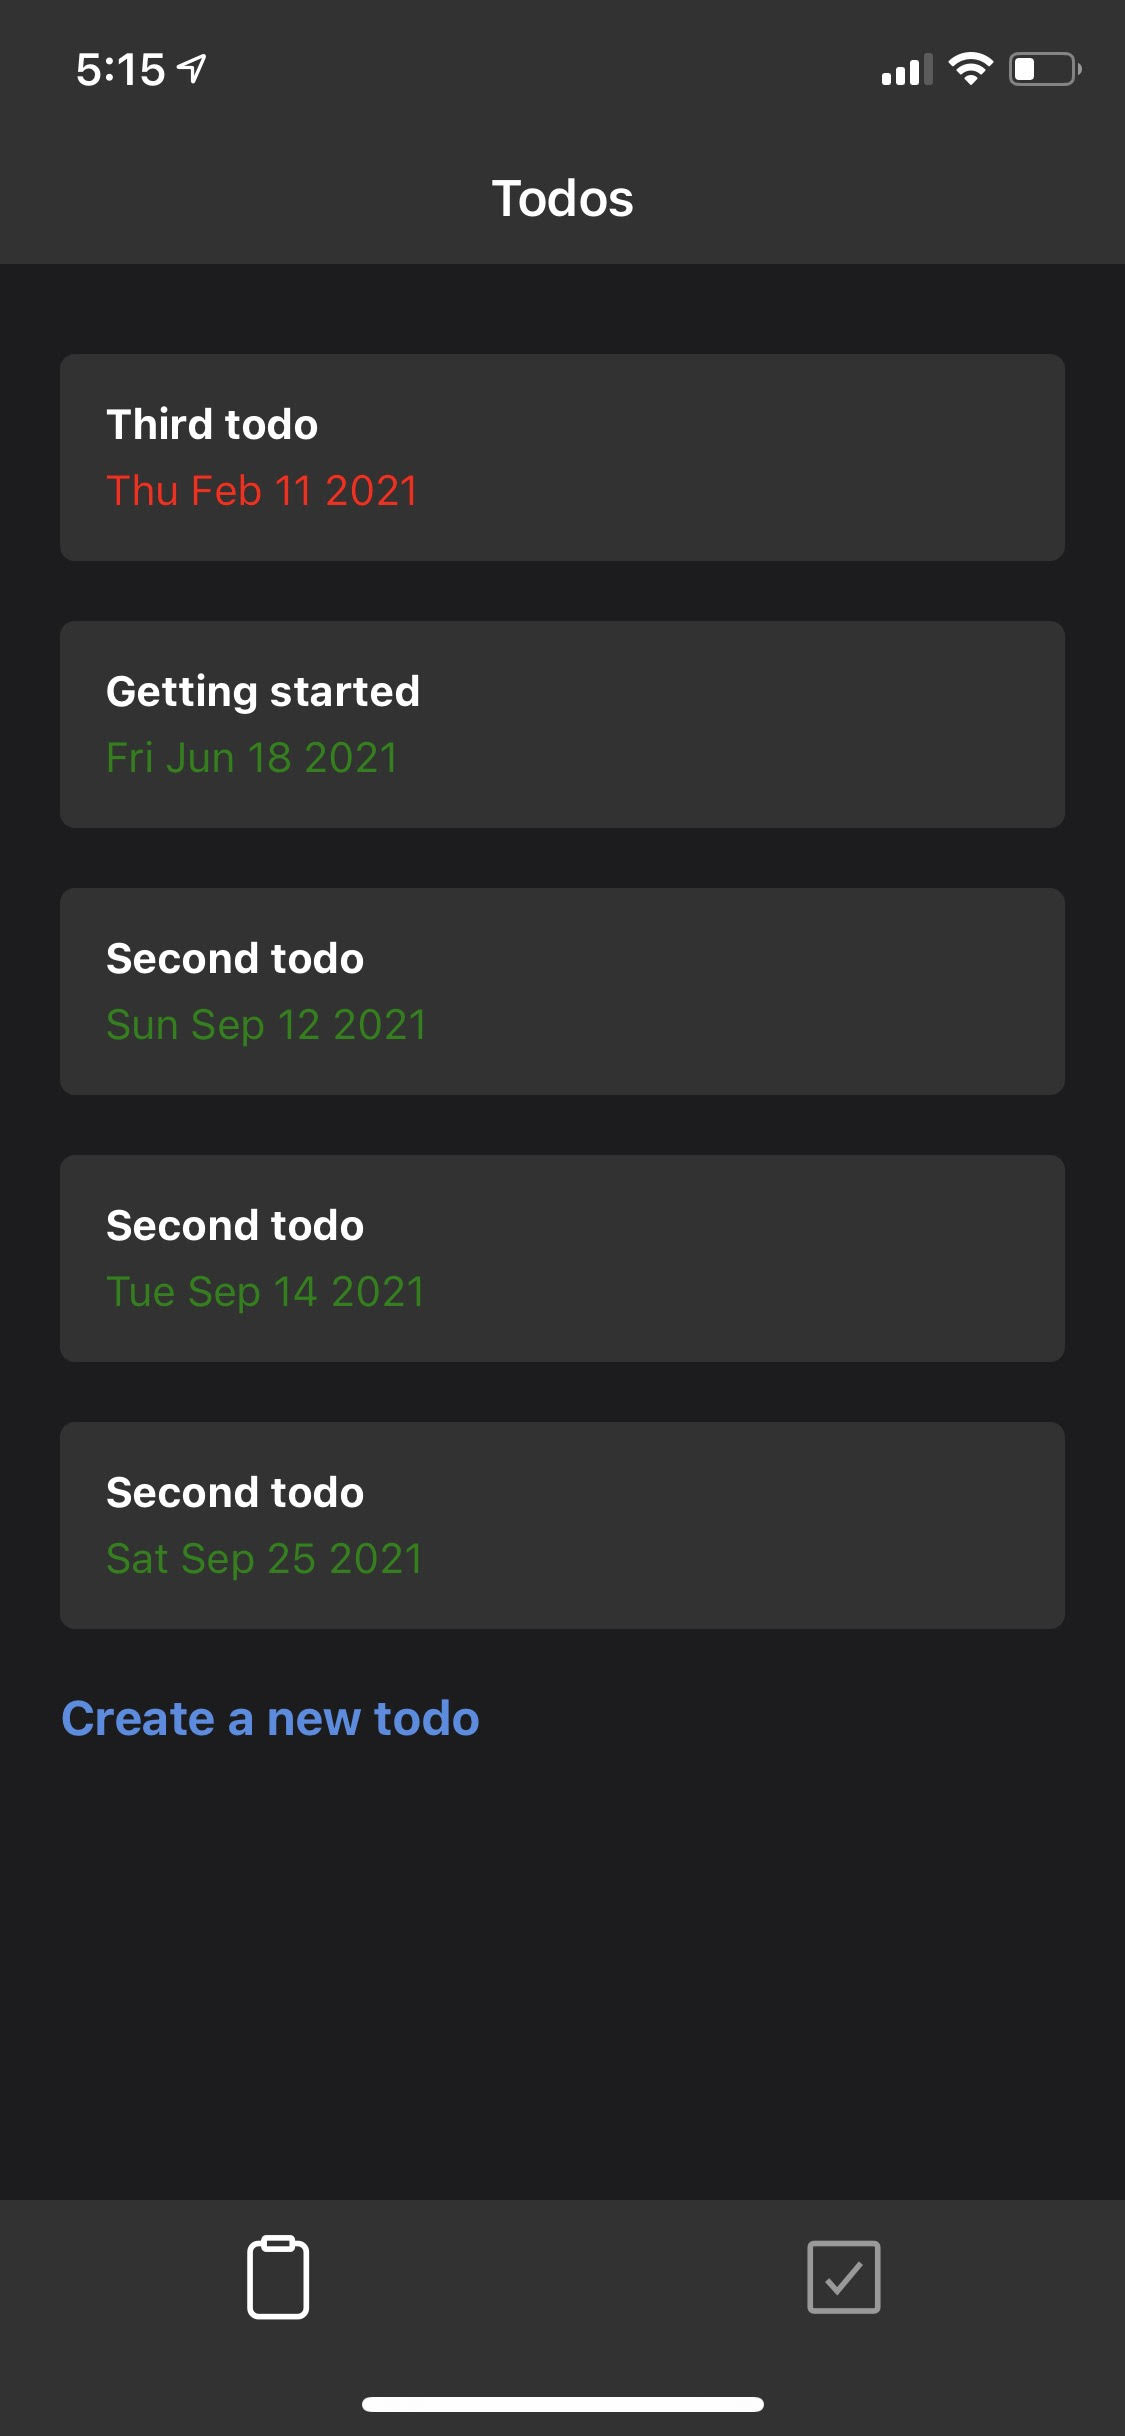 5:15
Todos
Third todo
Thu Feb 11 2021
Getting started
Fri Jun 18 2021
Second todo
Sun Sep 12 2021
Second todo
Tue Sep 14 2021
Second todo
Sat Sep 25 2021
Create a new todo